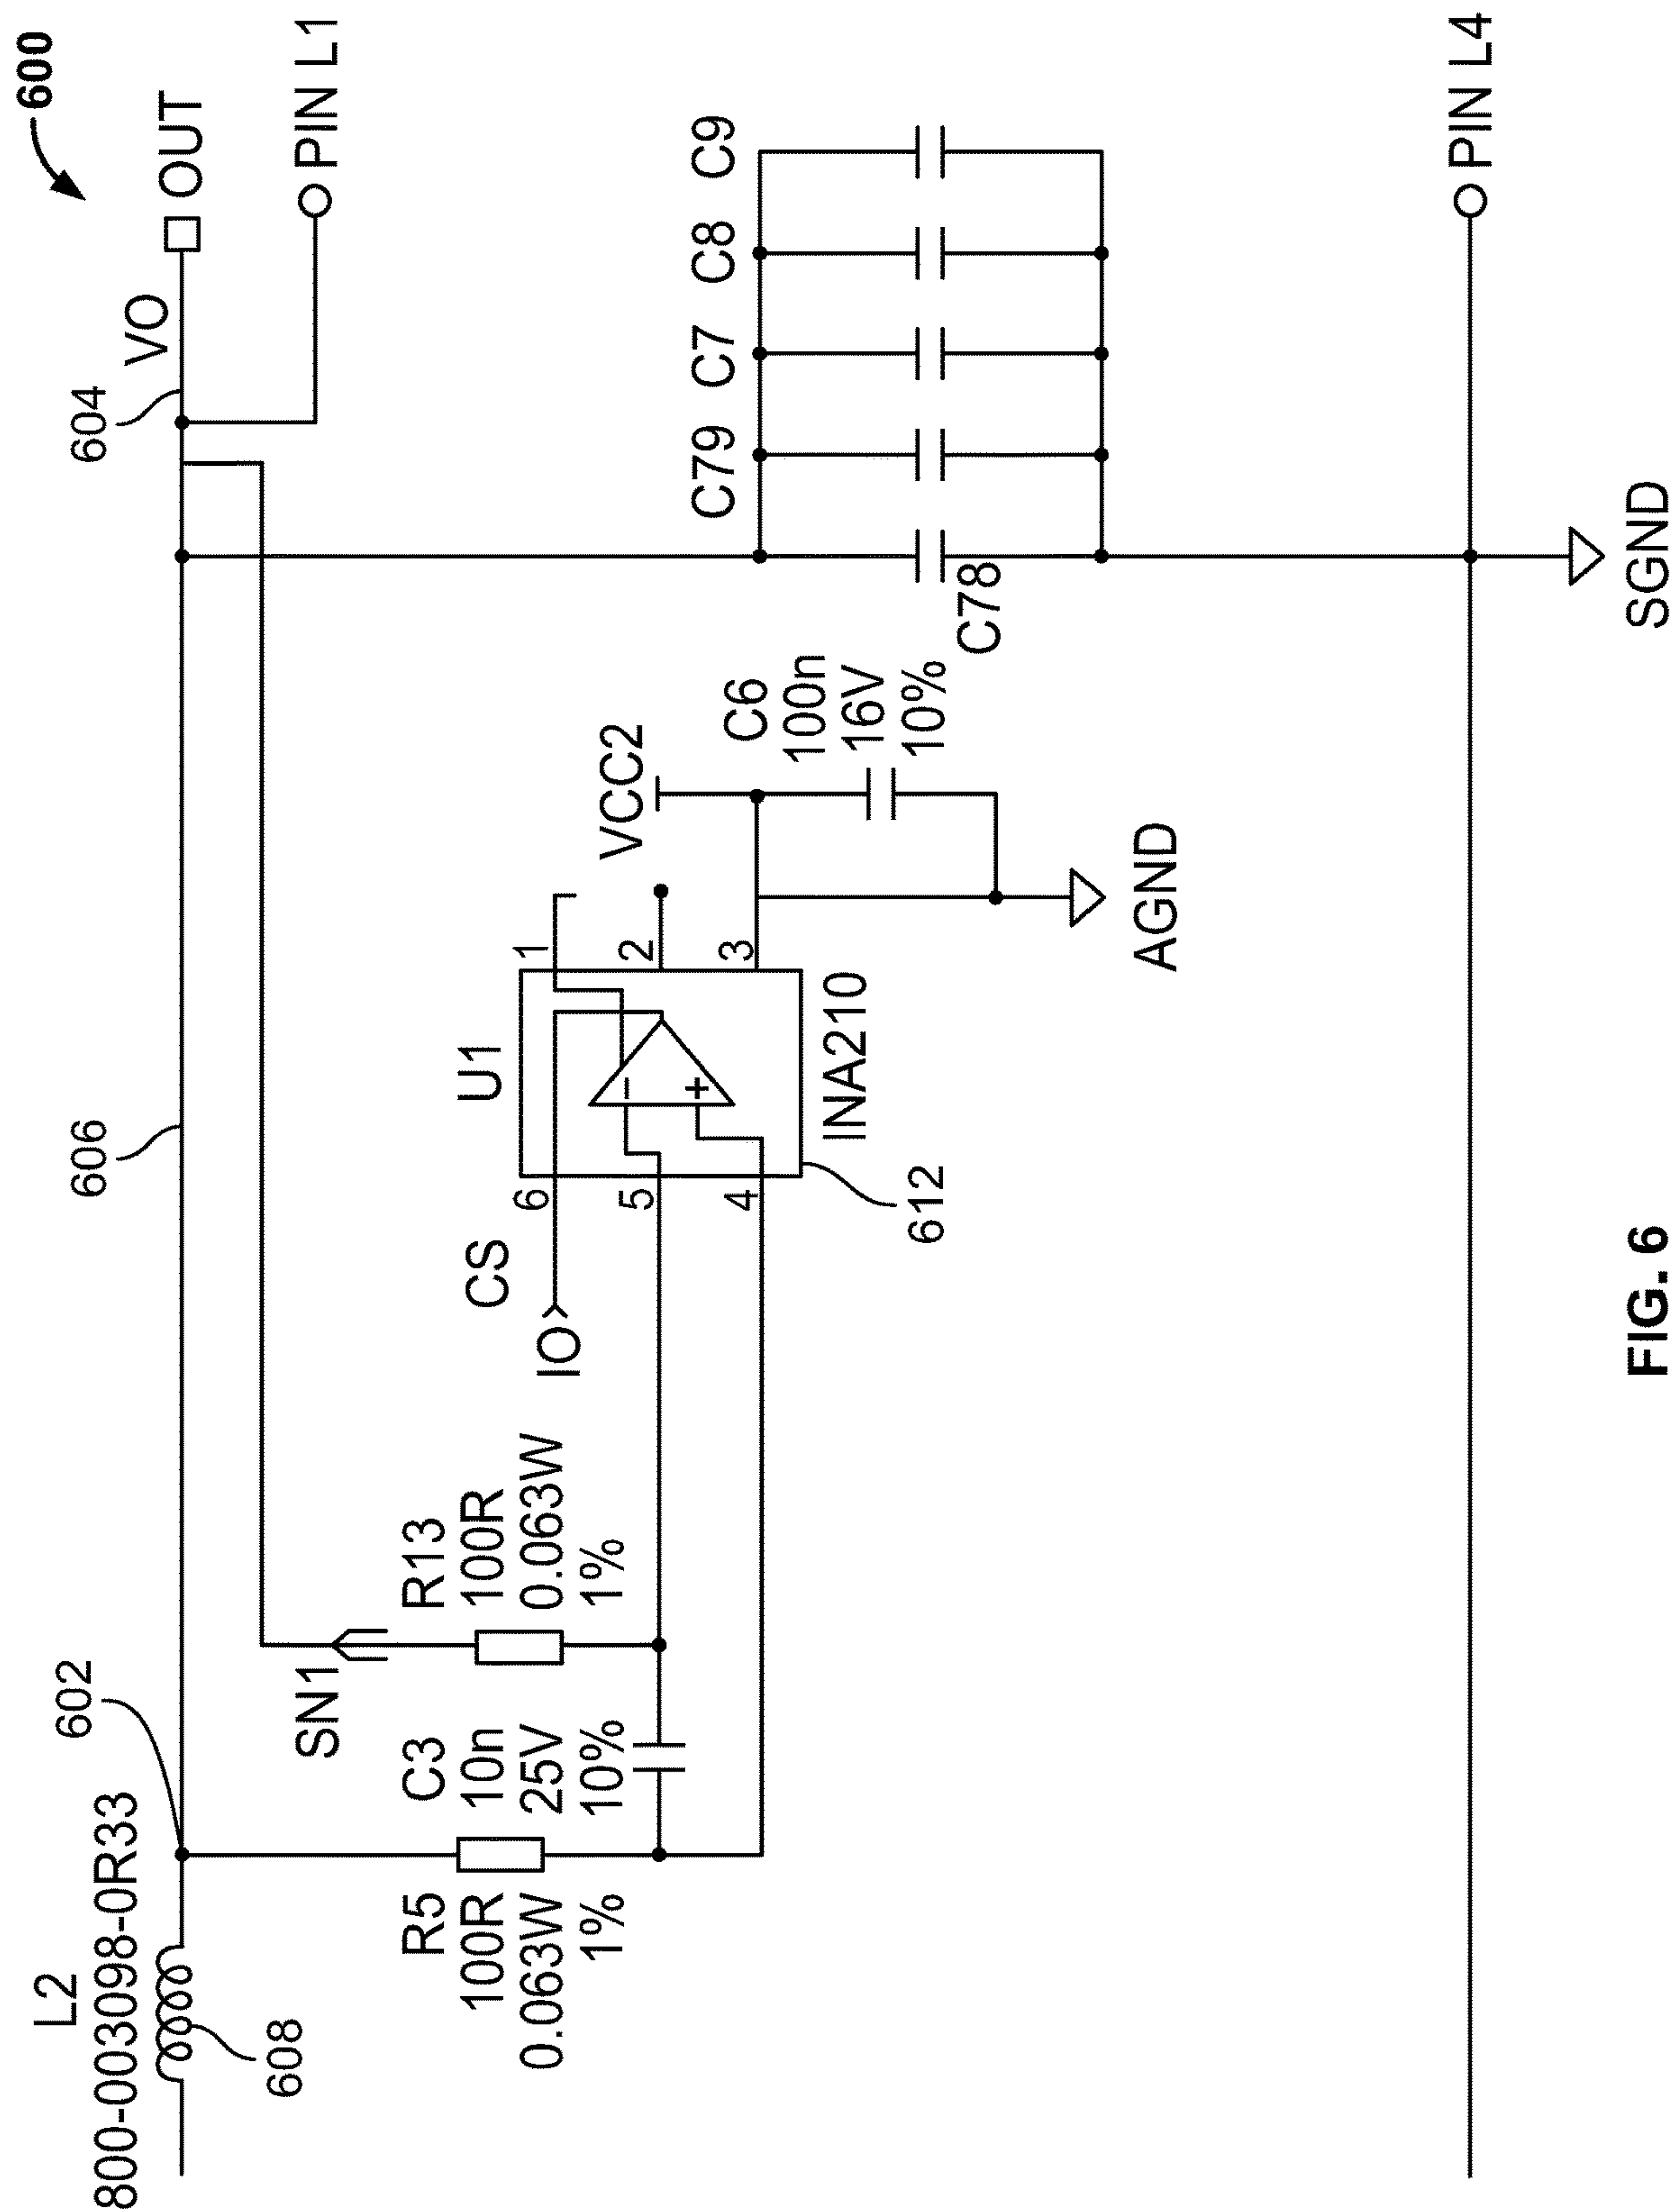 600
L2
800-003098-0R33
608
602
606
604
VO
OUT
PIN L1
SN1
R5
100R
0.063W
1%
C3
10n
25V
10%
R13
100R
0.063W
1%
CS
IO
U1
6
5
4
1
2
3
INA210
612
VCC2
C6
100n
16V
10%
AGND
C79
C7
C8
C9
C78
PIN L4
SGND
FIG. 6